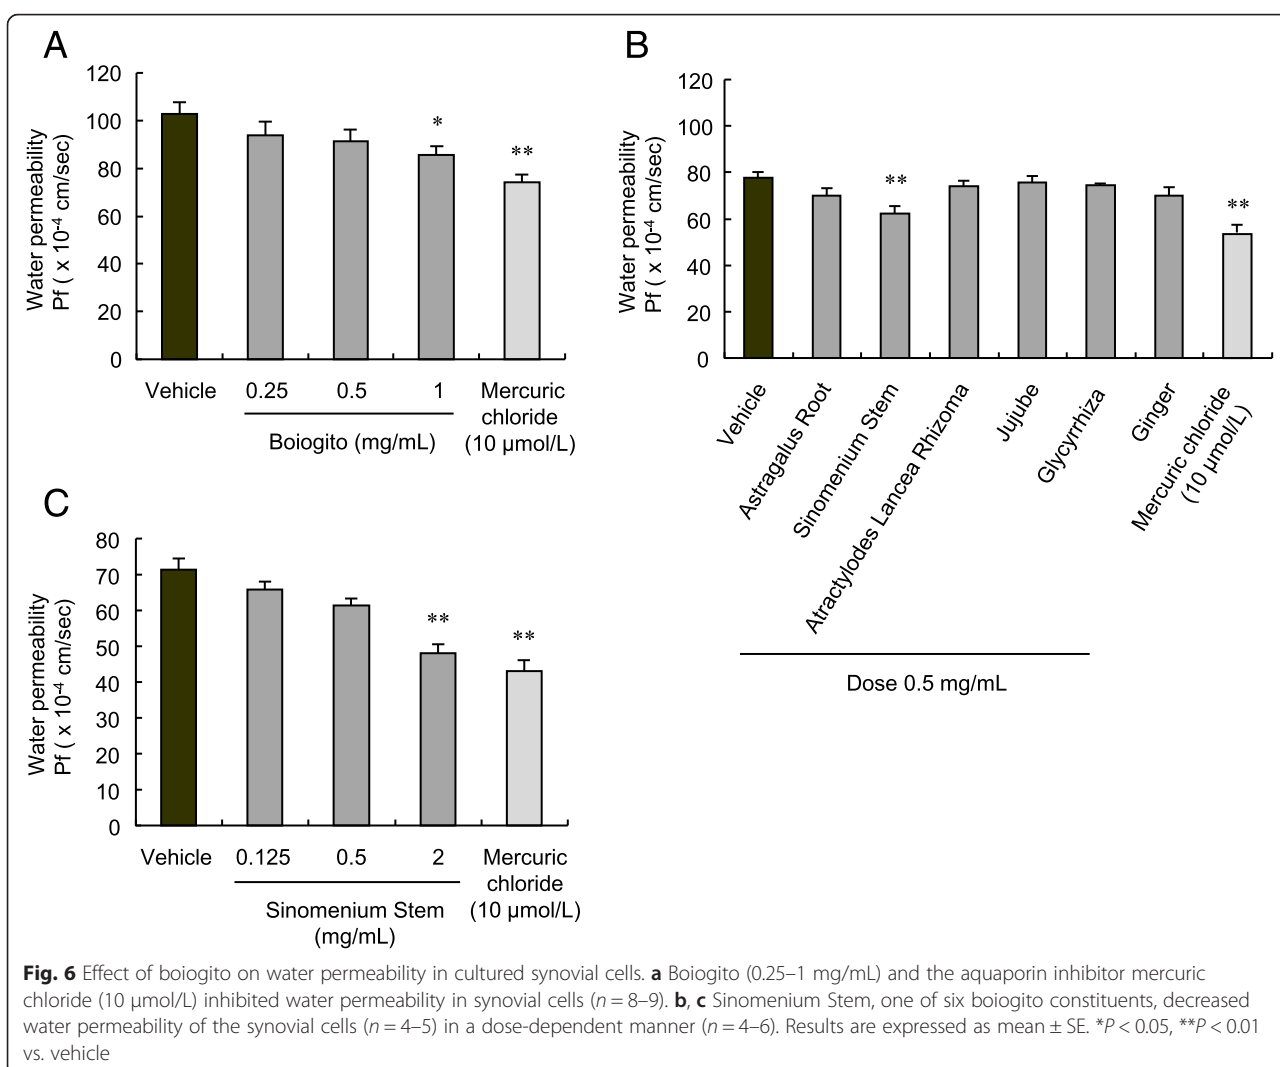 A
Water permeability
Pf ( x 10⁻⁴ cm/sec)
120
100
80
60
40
20
0
*
**
Vehicle
0.25
0.5
1
Mercuric
chloride
(10 µmol/L)
Boiogito (mg/mL)
B
Water permeability
Pf ( x 10⁻⁴ cm/sec)
120
100
80
60
40
20
0
**
**
Vehicle
Astragalus Root
Sinomenium Stem
Atractylodes Lancea Rhizoma
Jujube
Glycyrrhiza
Ginger
Mercuric chloride
(10 µmol/L)
Dose 0.5 mg/mL
C
Water permeability
Pf ( x 10⁻⁴ cm/sec)
80
70
60
50
40
30
20
10
0
**
**
Vehicle
0.125
0.5
2
Mercuric
chloride
(10 µmol/L)
Sinomenium Stem
(mg/mL)
Fig. 6 Effect of boiogito on water permeability in cultured synovial cells. a Boiogito (0.25–1 mg/mL) and the aquaporin inhibitor mercuric
chloride (10 µmol/L) inhibited water permeability in synovial cells (n = 8–9). b, c Sinomenium Stem, one of six boiogito constituents, decreased
water permeability of the synovial cells (n = 4–5) in a dose-dependent manner (n = 4–6). Results are expressed as mean ± SE. *P < 0.05, **P < 0.01
vs. vehicle